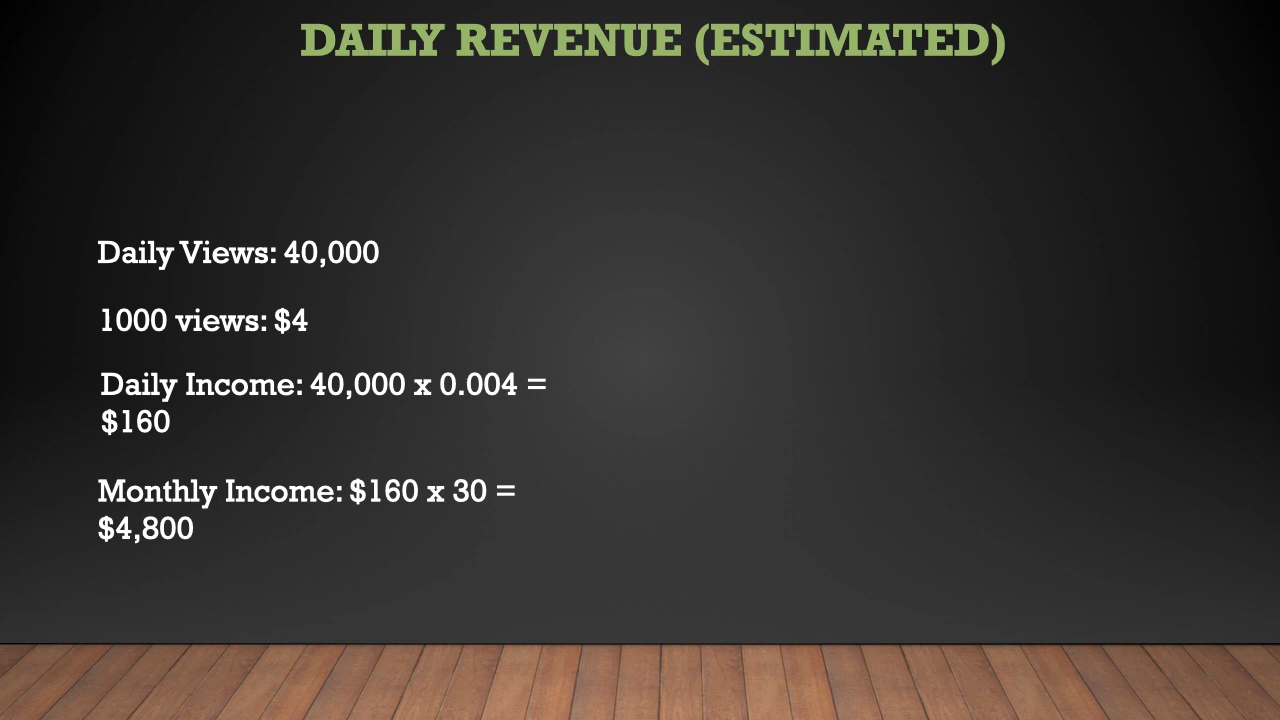 DAILY REVENUE (ESTIMATED)
Daily Views: 40,000
1000 views: $4
Daily Income: 40,000 x 0.004 =
$160
Monthly Income: $160 x 30 =
$4,800